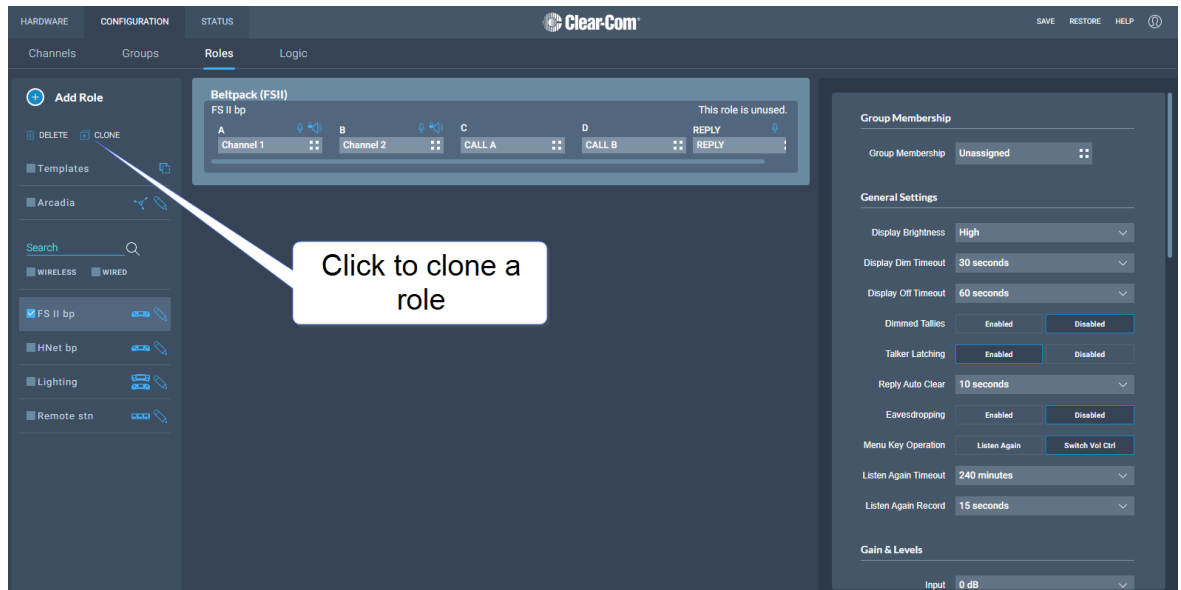 HARDWARE CONFIGURATION STATUS Clear-Com SAVE RESTORE HELP
Channels Groups Roles Logic
Add Role
DELETE CLONE
Templates
Arcadia
Search
WIRELESS WIRED
FS II bp
HNet bp
Lighting
Remote stn
Beltpack (FSII)
FS II bp This role is unused.
A B C D REPLY
Channel 1 Channel 2 CALL A CALL B REPLY
Click to clone a
role
Group Membership
Group Membership Unassigned
General Settings
Display Brightness High
Display Dim Timeout 30 seconds
Display Off Timeout 60 seconds
Dimmed Tallies Enabled Disabled
Talker Latching Enabled Disabled
Reply Auto Clear 10 seconds
Eavesdropping Enabled Disabled
Menu Key Operation Listen Again Switch Vol Ctrl
Listen Again Timeout 240 minutes
Listen Again Record 15 seconds
Gain & Levels
Input 0 dB